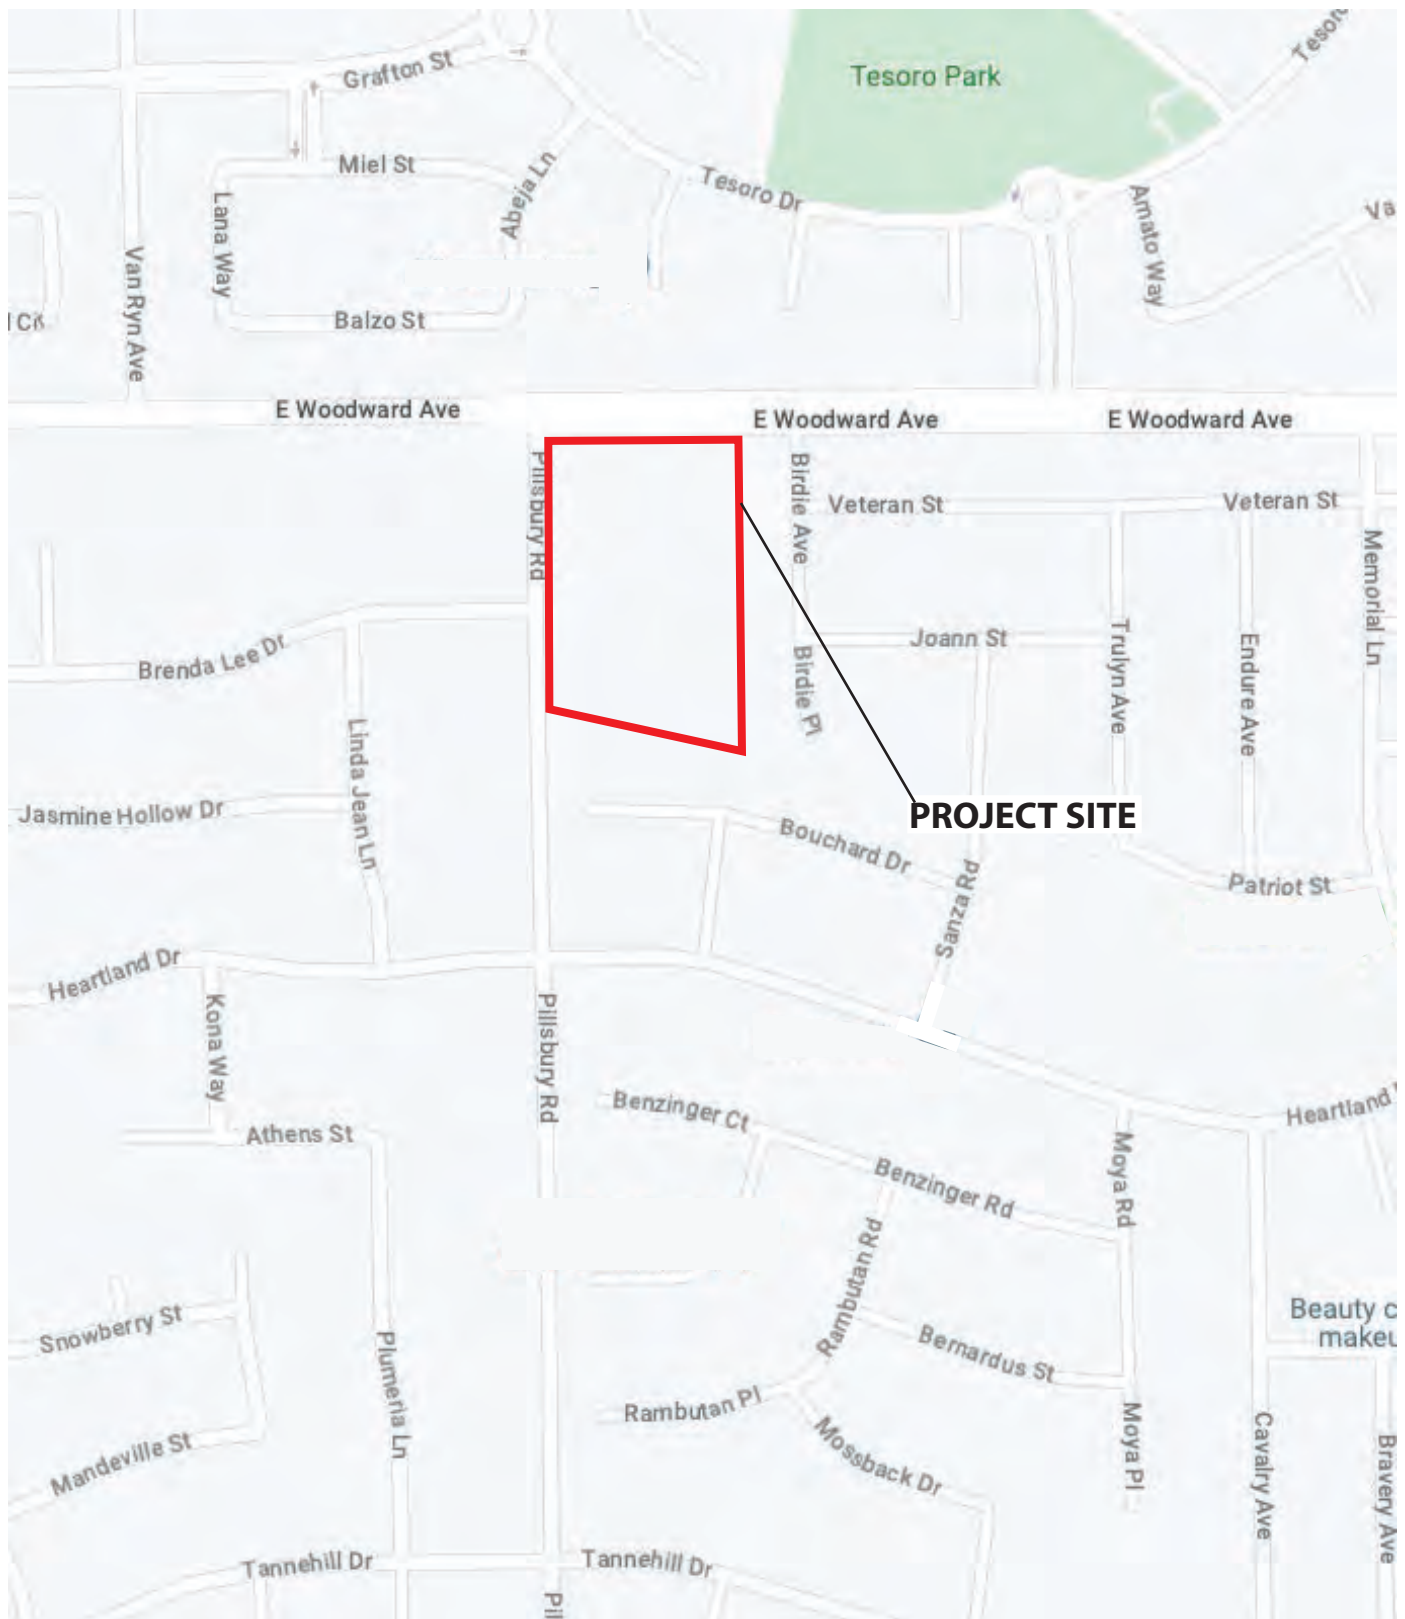 Grafton St
Tesoro Park
Miel St
Abeja Ln
Tesoro Dr
Lana Way
Van Ryn Ave
Amato Way
Balzo St
E Woodward Ave
E Woodward Ave
E Woodward Ave
Pillsbury Rd
Birdie Ave
Veteran St
Veteran St
Memorial Ln
Joann St
Trulyn Ave
Endure Ave
Brenda Lee Dr
Birdie Pl
Linda Jean Ln
Jasmine Hollow Dr
PROJECT SITE
Bouchard Dr
Sanza Rd
Patriot St
Heartland Dr
Kona Way
Pillsbury Rd
Benzinger Ct
Heartland
Athens St
Moya Rd
Benzinger Rd
Rambutan Rd
Snowberry St
Beauty c
makeu
Bernardus St
Plumeria Ln
Rambutan Pl
Moya Pl
Mossback Dr
Cavalry Ave
Bravery Ave
Mandeville St
Tannehill Dr
Tannehill Dr